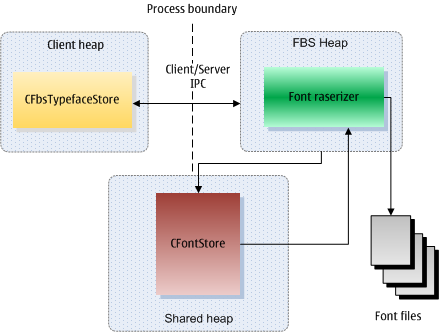 Process boundary
Client heap
FBS Heap
Client/Server
IPC
CFbsTypefaceStore
Font raserizer
CFontStore
Shared heap
Font files